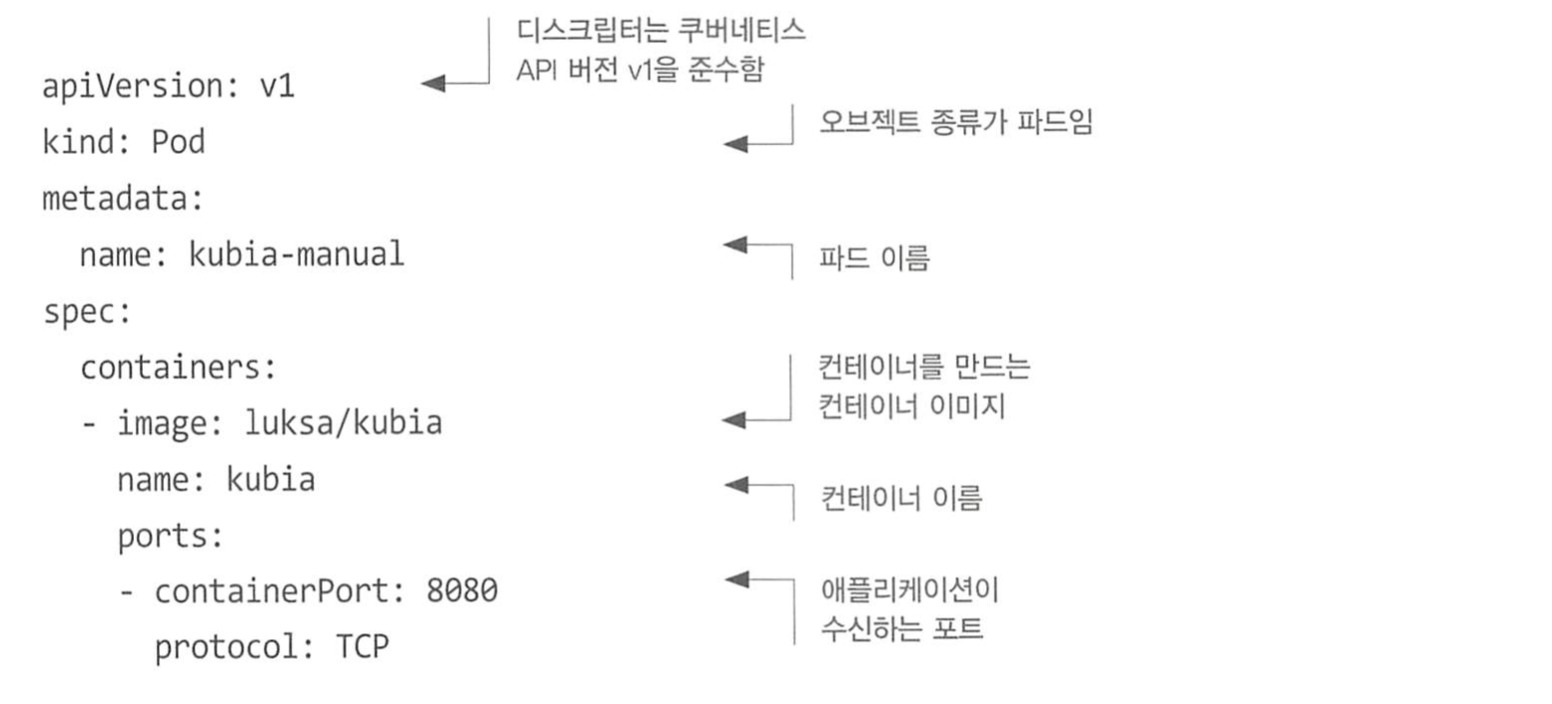 디스크립터는 쿠버네티스
API 버전 v1을 준수함
apiVersion: v1
오브젝트 종류가 파드임
kind: Pod
metadata:
name: kubia-manual
파드 이름
spec:
containers:
컨테이너를 만드는
컨테이너 이미지
- image: luksa/kubia
name: kubia
컨테이너 이름
ports:
- containerPort: 8080
애플리케이션이
수신하는 포트
protocol: TCP